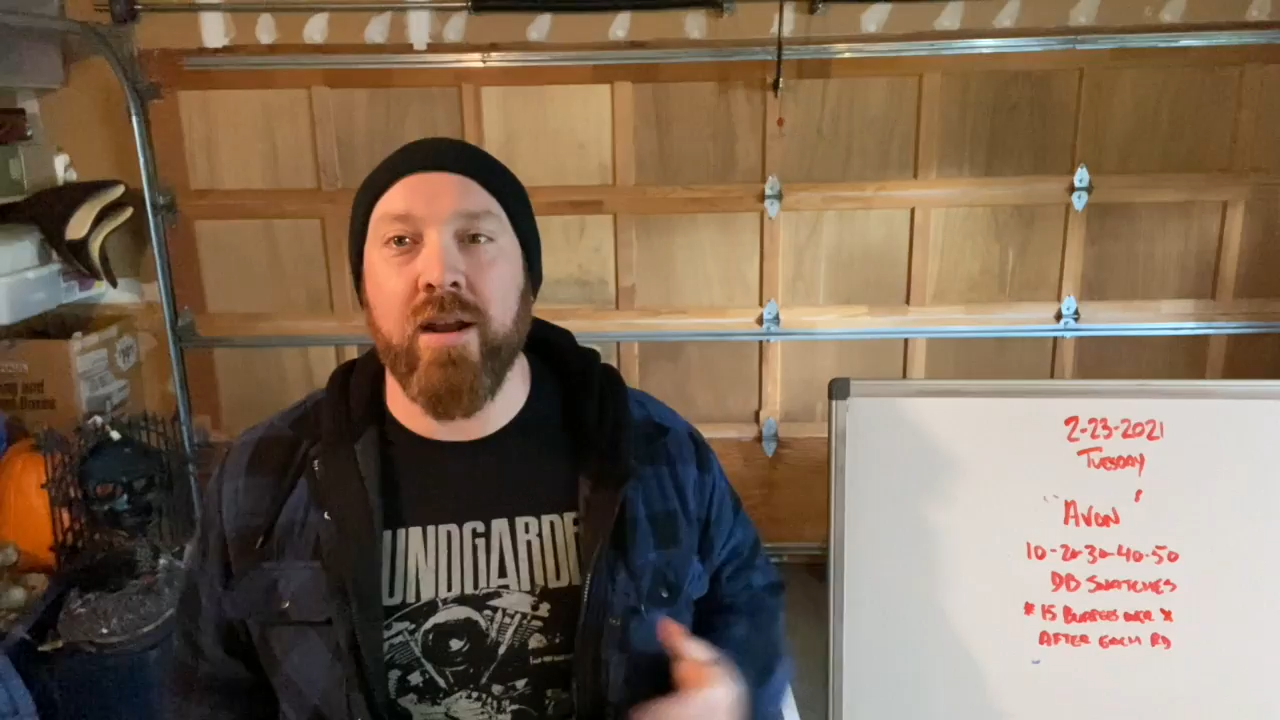 UNDGARDE
2-23-2021
TUESDAY
"AVON"
10-20-30-40-50
DB SNATCHES
* 15 BURPEES OVER *
AFTER EACH RD